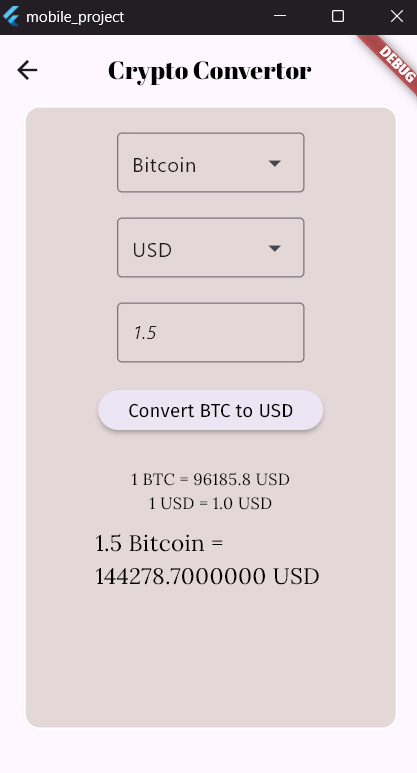 mobile_project
DEBUG
Crypto Convertor
Bitcoin
USD
1.5
Convert BTC to USD
1 BTC = 96185.8 USD
1 USD = 1.0 USD
1.5 Bitcoin =
144278.7000000 USD